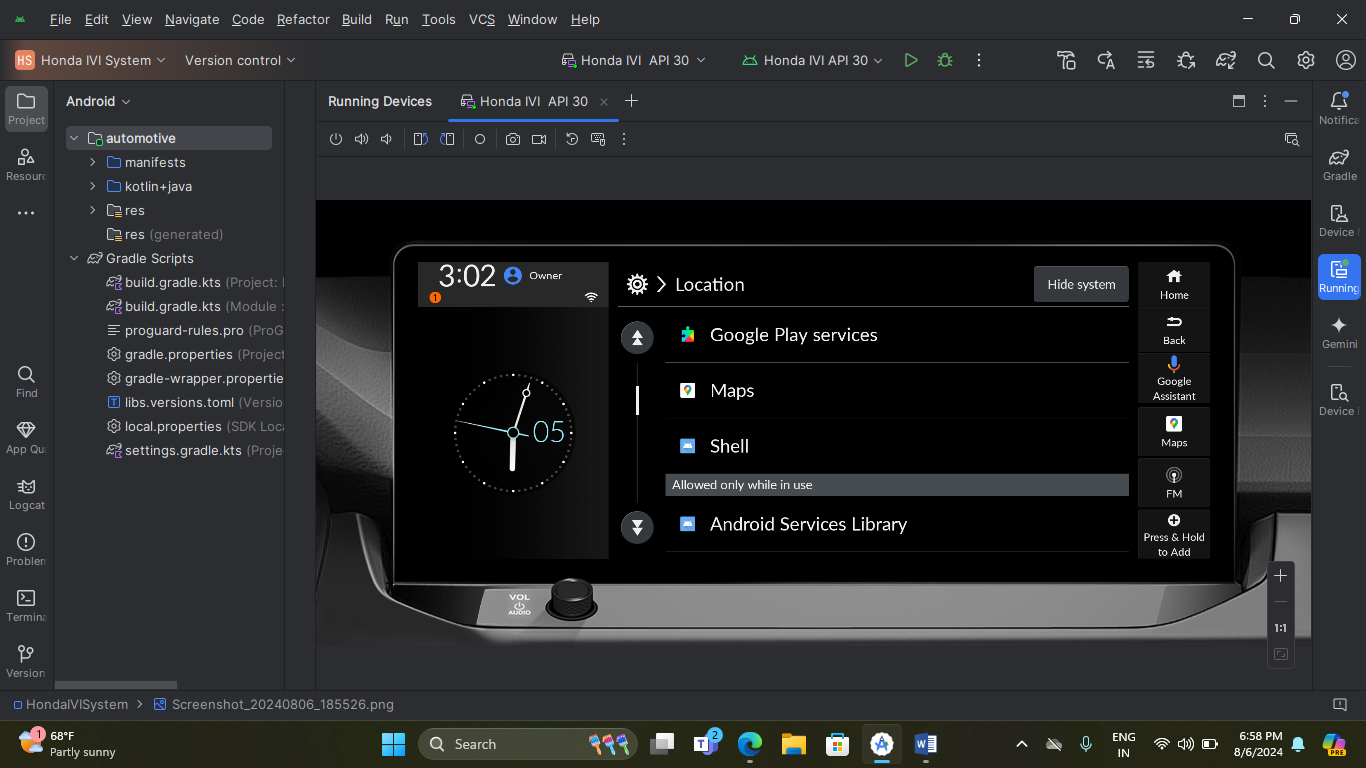 File Edit View Navigate Code Refactor Build Run Tools VCS Window Help
HS Honda IVI System Version control Honda IVI API 30 Honda IVI API 30
Project
Resour
Find
App Qu
Logcat
Problen
Termina
Version
Android
automotive
manifests
kotlin+java
res
res (generated)
Gradle Scripts
build.gradle.kts (Project:
build.gradle.kts (Module :
proguard-rules.pro (ProG
gradle.properties (Project
gradle-wrapper.propertie
libs.versions.toml (Versio
local.properties (SDK Loca
settings.gradle.kts (Proje
Running Devices Honda IVI API 30
3:02 Owner
1
05
Location
Hide system
Google Play services
Maps
Shell
Allowed only while in use
Android Services Library
Home
Back
Google
Assistant
Maps
FM
Press & Hold
to Add
VOL
AUDIO
1:1
Notifica
Gradle
Device
Running
Gemini
Device
HondaIVISystem > Screenshot_20240806_185526.png
1
68°F
Partly sunny
Search
2
PRE
ENG
IN
6:58 PM
8/6/2024